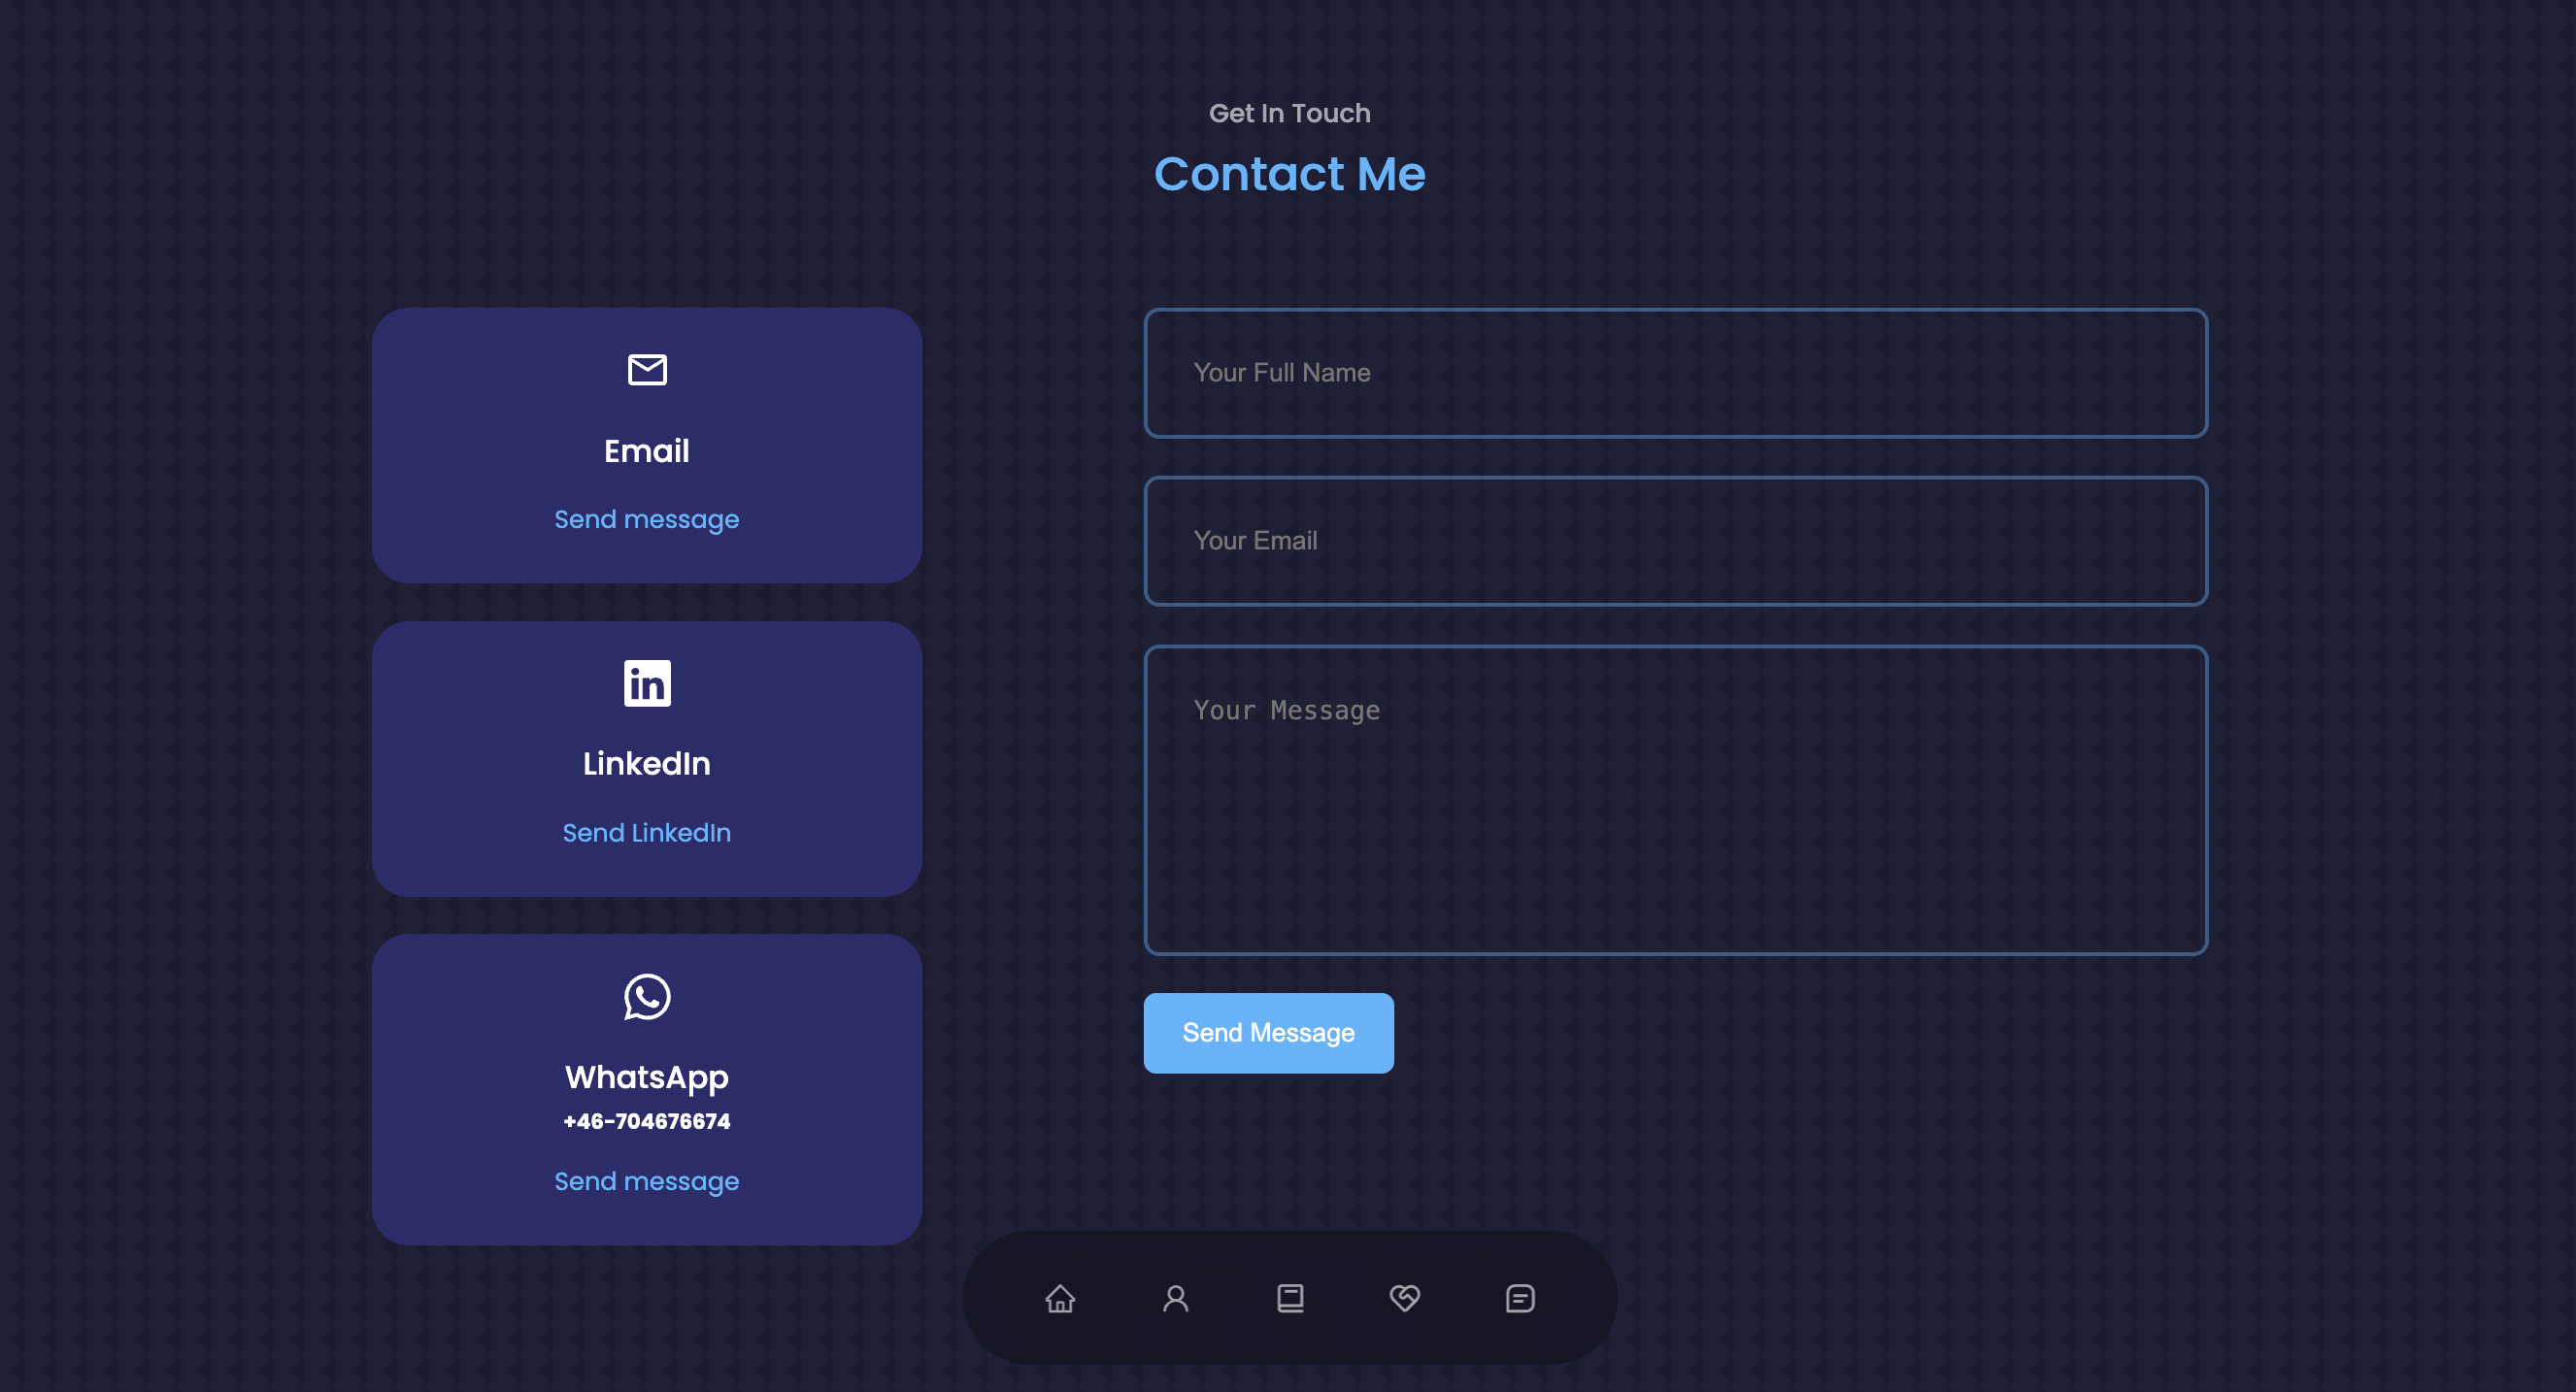 Get In Touch
Contact Me
Email
Send message
LinkedIn
Send LinkedIn
WhatsApp
+46-704676674
Send message
Your Full Name
Your Email
Your Message
Send Message